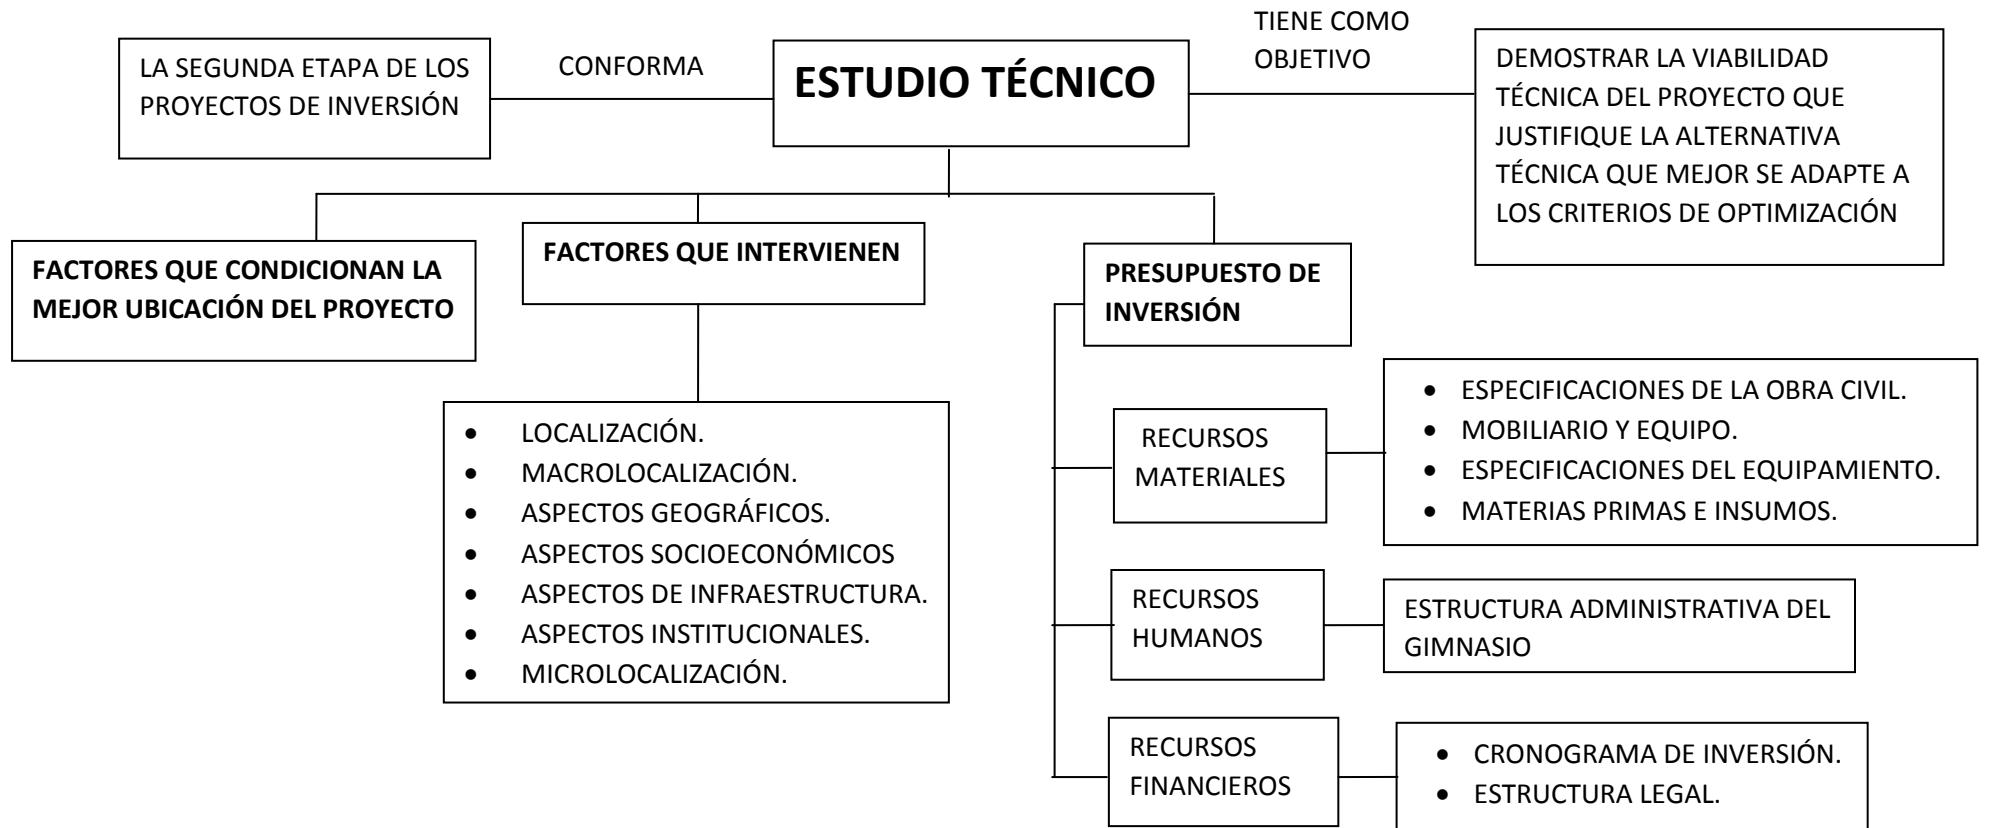 LA SEGUNDA ETAPA DE LOS
PROYECTOS DE INVERSIÓN
CONFORMA
ESTUDIO TÉCNICO
TIENE COMO
OBJETIVO
DEMOSTRAR LA VIABILIDAD
TÉCNICA DEL PROYECTO QUE
JUSTIFIQUE LA ALTERNATIVA
TÉCNICA QUE MEJOR SE ADAPTE A
LOS CRITERIOS DE OPTIMIZACIÓN
FACTORES QUE CONDICIONAN LA
MEJOR UBICACIÓN DEL PROYECTO
FACTORES QUE INTERVIENEN
• LOCALIZACIÓN.
• MACROLOCALIZACIÓN.
• ASPECTOS GEOGRÁFICOS.
• ASPECTOS SOCIOECONÓMICOS
• ASPECTOS DE INFRAESTRUCTURA.
• ASPECTOS INSTITUCIONALES.
• MICROLOCALIZACIÓN.
PRESUPUESTO DE
INVERSIÓN
RECURSOS
MATERIALES
• ESPECIFICACIONES DE LA OBRA CIVIL.
• MOBILIARIO Y EQUIPO.
• ESPECIFICACIONES DEL EQUIPAMIENTO.
• MATERIAS PRIMAS E INSUMOS.
RECURSOS
HUMANOS
ESTRUCTURA ADMINISTRATIVA DEL
GIMNASIO
RECURSOS
FINANCIEROS
• CRONOGRAMA DE INVERSIÓN.
• ESTRUCTURA LEGAL.